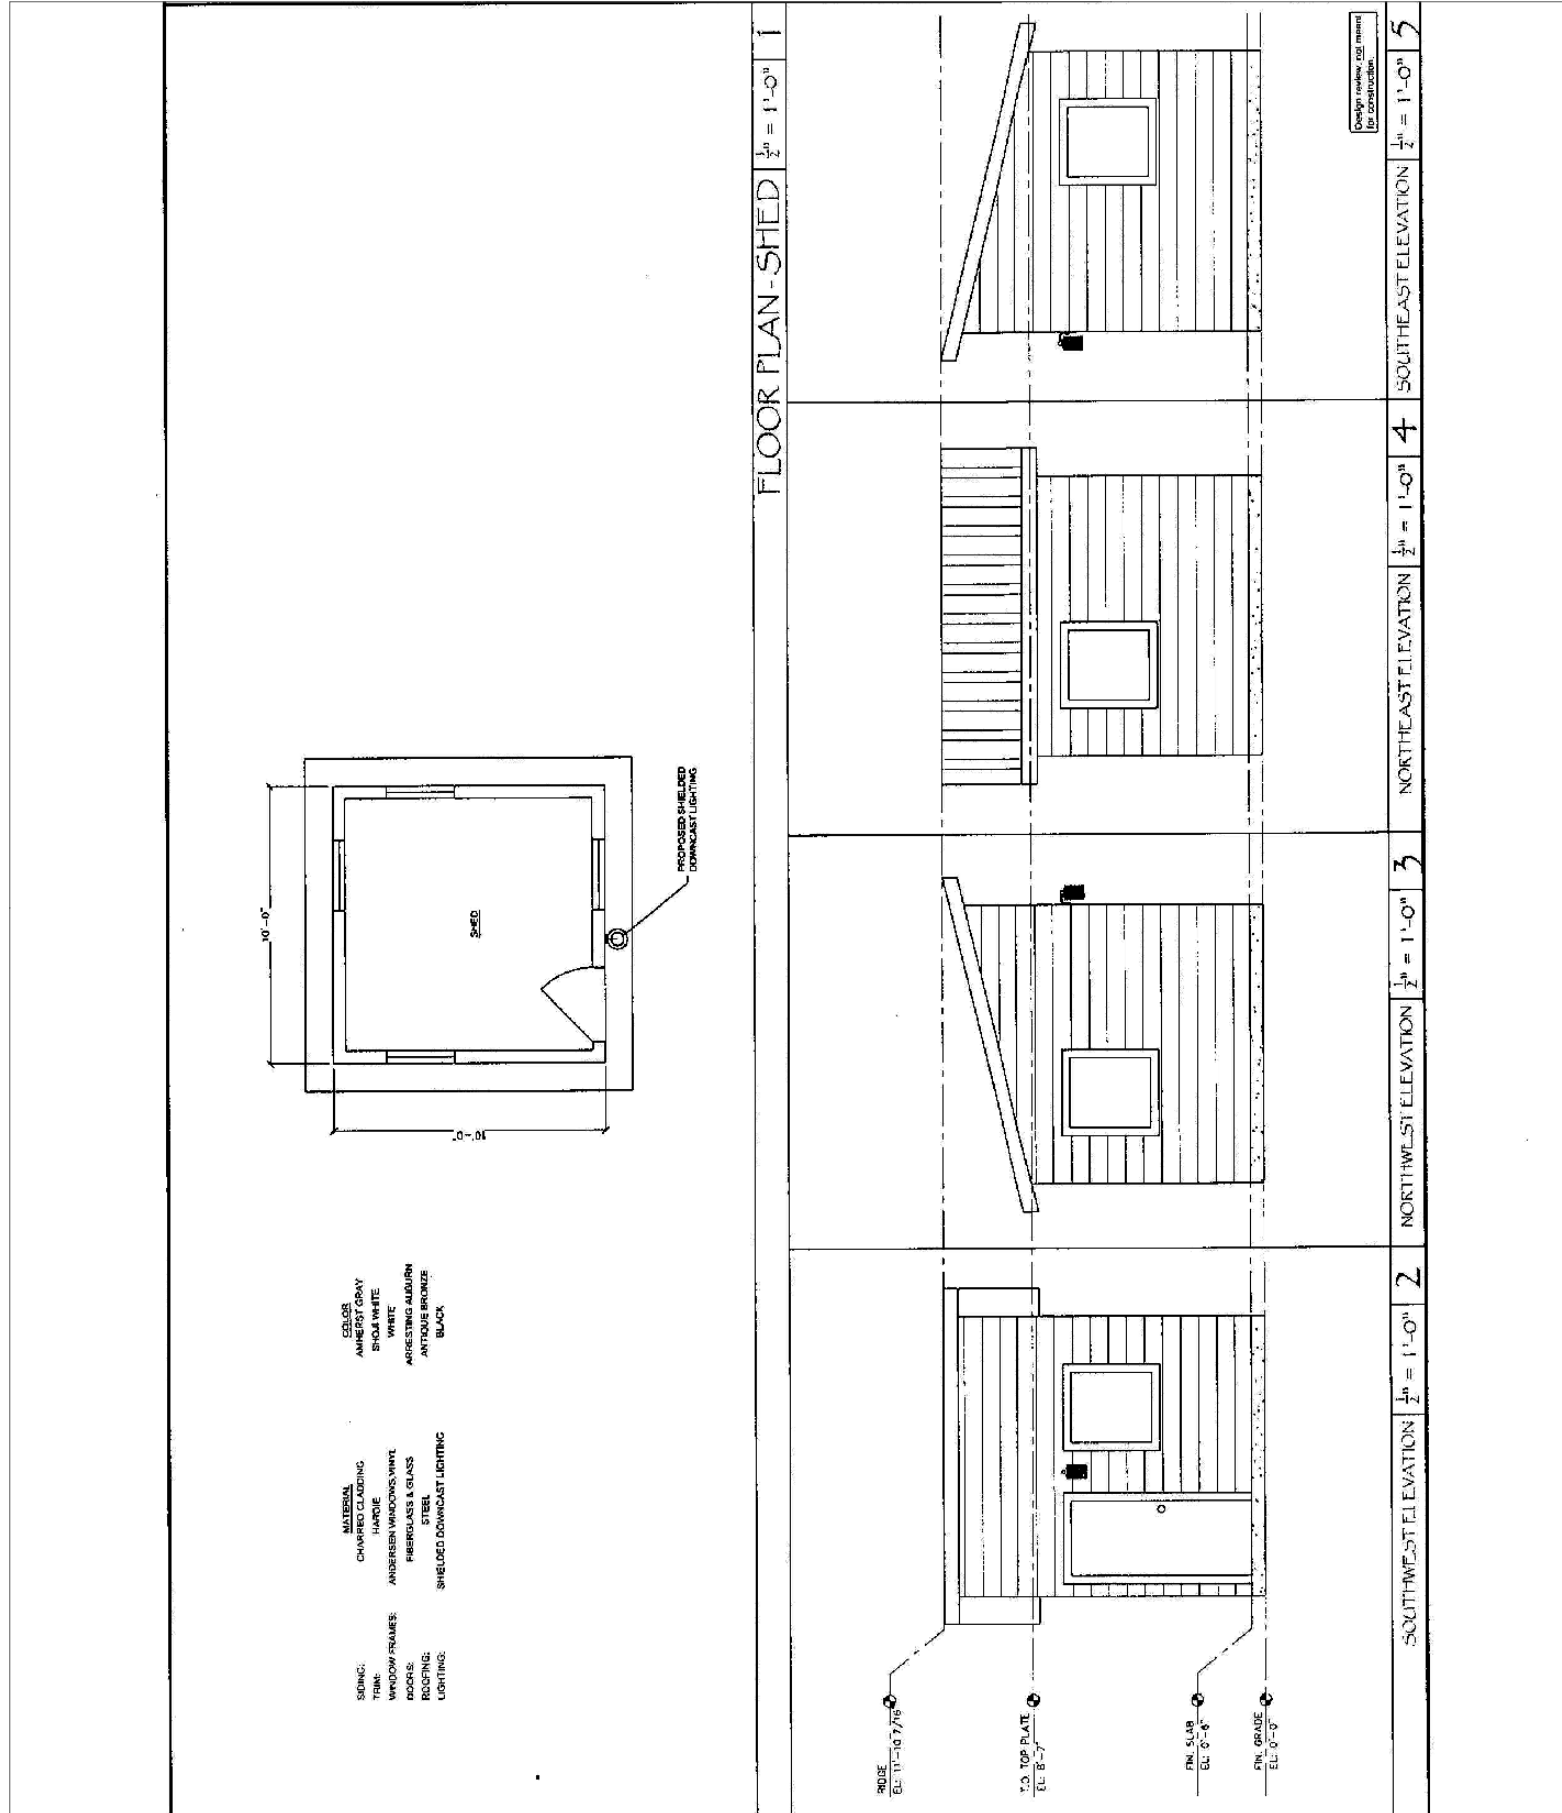 COLOR
MATERIAL
SIDING: CHARRED CLADDING AMHERST GRAY
TRIM: HARDIE SHOJI WHITE
WINDOW FRAMES: ANDERSEN WINDOWS, VINYL WHITE
DOORS: FIBERGLASS & GLASS ARRESTING AUBURN
ROOFING: STEEL ANTIQUE BRONZE
LIGHTING: SHIELDED DOWNCAST LIGHTING BLACK
10'-0"
10'-0"
SHED
PROPOSED SHIELDED
DOWNCAST LIGHTING
FLOOR PLAN - SHED 1/2" = 1'-0" 1
RIDGE
EL: 11'-10 7/16"
T.O. TOP PLATE
EL: 8'-7"
FIN. SLAB
EL: 0'-6"
FIN. GRADE
EL: 0'-0"
Design review, not meant
for construction.
SOUTHWEST ELEVATION 1/2" = 1'-0" 2
NORTHWEST ELEVATION 1/2" = 1'-0" 3
NORTHEAST ELEVATION 1/2" = 1'-0" 4
SOUTHEAST ELEVATION 1/2" = 1'-0" 5